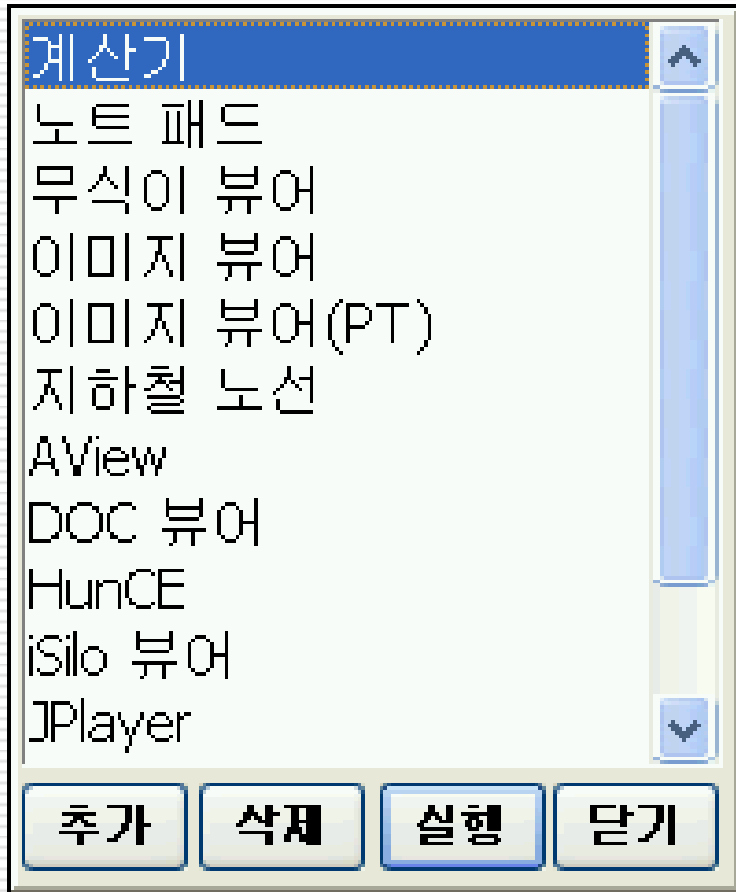 계산기
노트 패드
무식이 뷰어
이미지 뷰어
이미지 뷰어(PT)
지하철 노선
AView
DOC 뷰어
HunCE
iSilo 뷰어
JPlayer
추가 삭제 실행 닫기